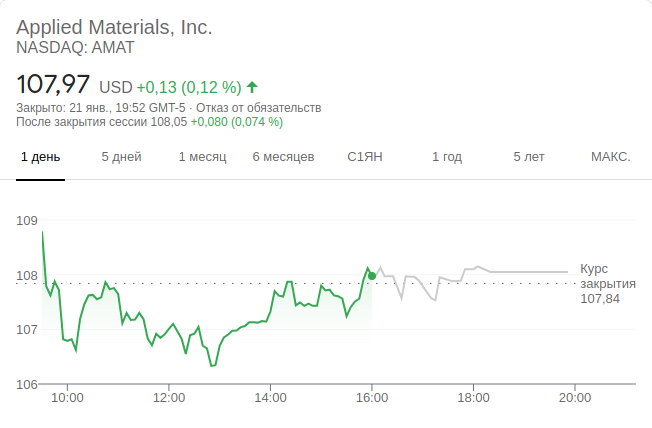 Applied Materials, Inc.
NASDAQ: AMAT
107,97 USD +0,13 (0,12 %)
Закрыто: 21 янв., 19:52 GMT-5 · Отказ от обязательств
После закрытия сессии 108,05 +0,080 (0,074 %)
1 день 5 дней 1 месяц 6 месяцев С1ЯН 1 год 5 лет МАКС.
109
108
107
106
Курс
закрытия
107,84
10:00 12:00 14:00 16:00 18:00 20:00